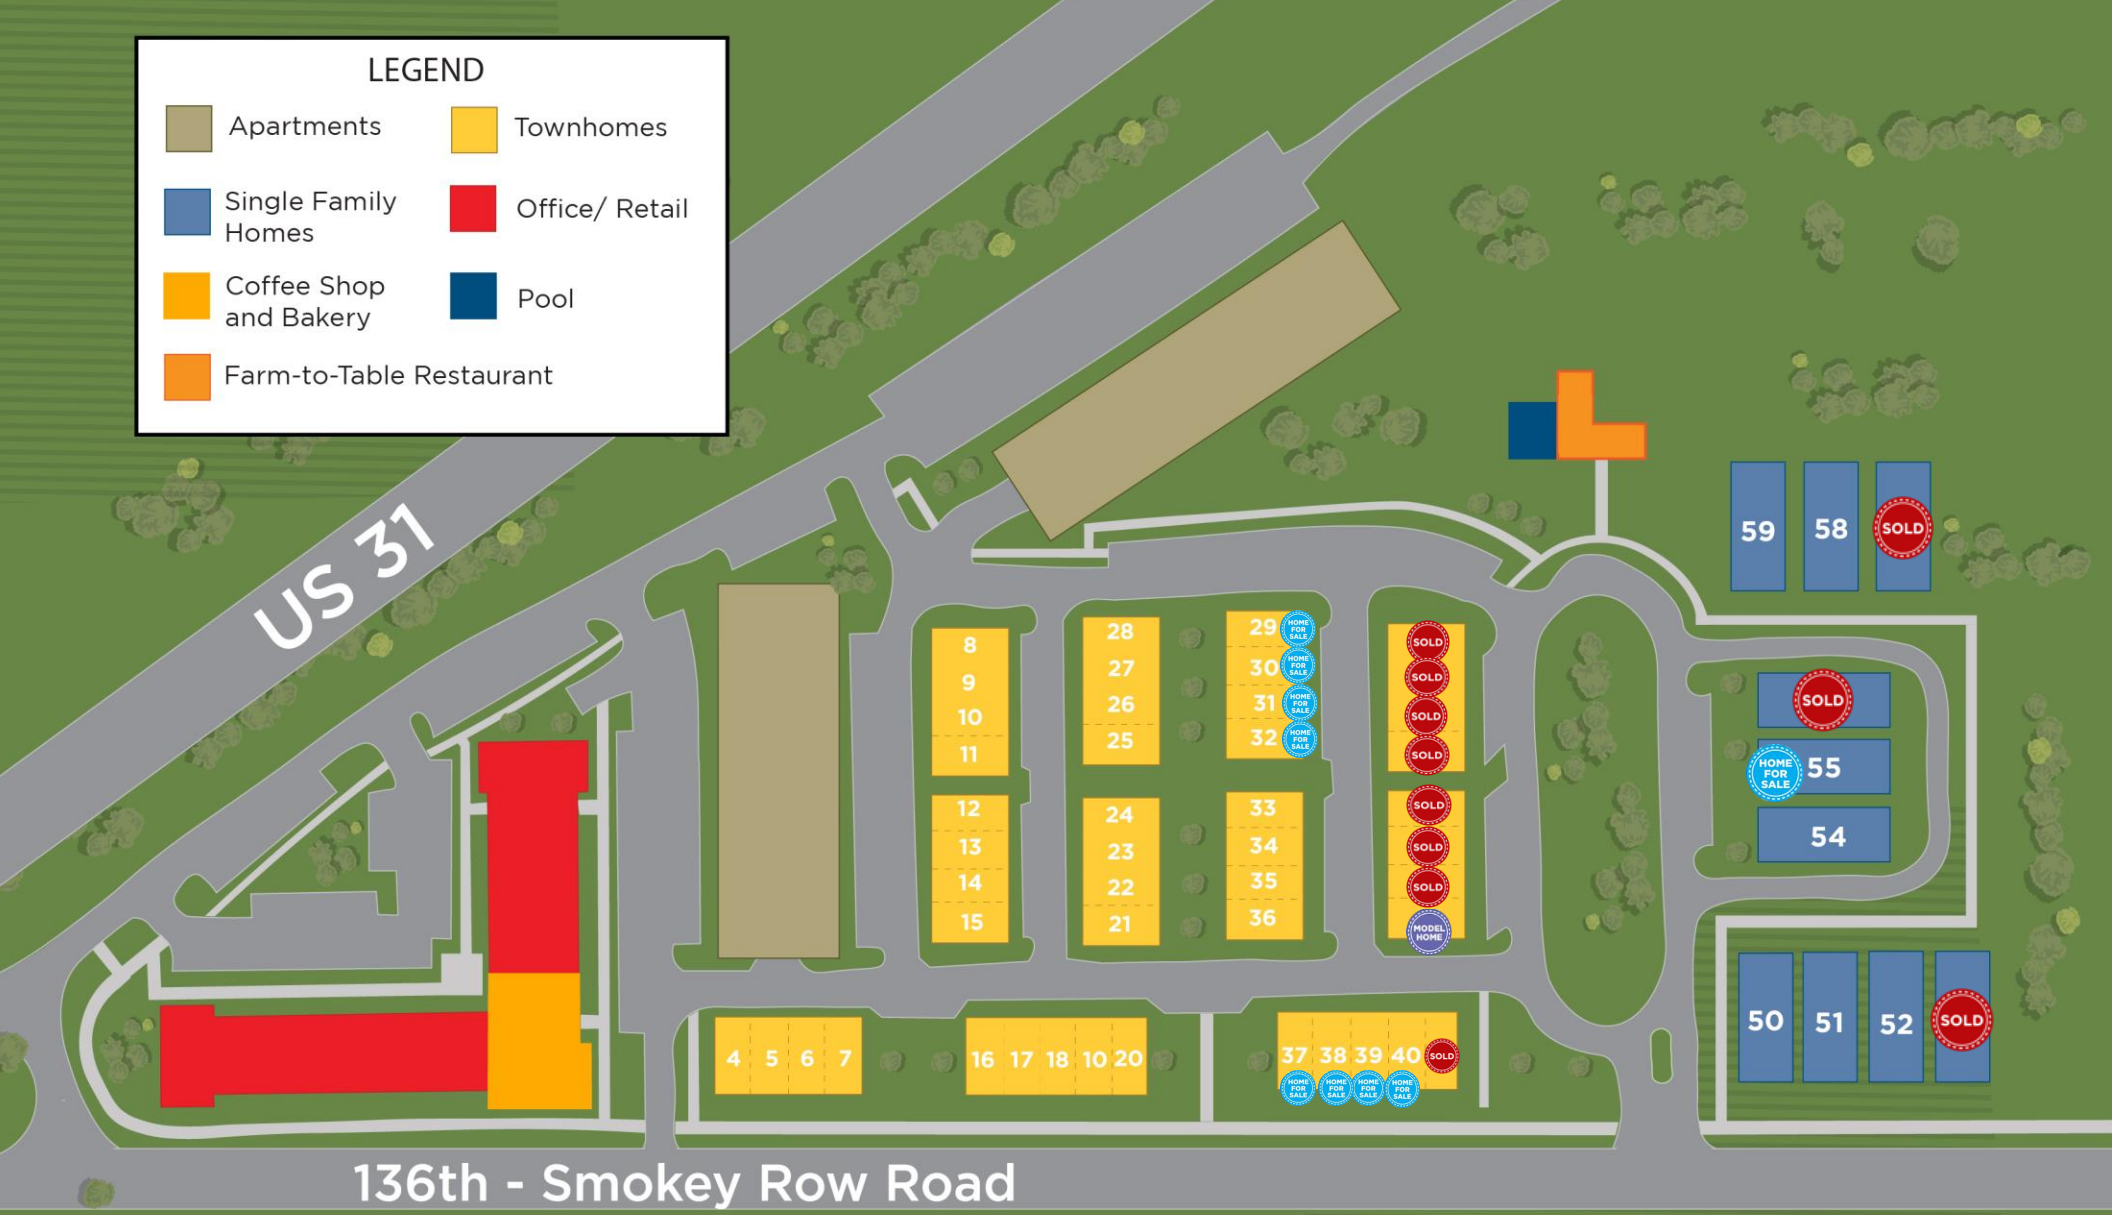 LEGEND
Apartments
Townhomes
Single Family
Homes
Office/ Retail
Coffee Shop
and Bakery
Pool
Farm-to-Table Restaurant
US 31
59
58
SOLD
8
9
10
11
12
13
14
15
28
27
26
25
24
23
22
21
29
HOME
FOR
SALE
30
HOME
FOR
SALE
31
HOME
FOR
SALE
32
HOME
FOR
SALE
33
34
35
36
SOLD
SOLD
SOLD
SOLD
SOLD
SOLD
SOLD
MODEL
HOME
SOLD
HOME
FOR
SALE
55
54
50 51 52 SOLD
4 5 6 7
16 17 18 10 20
37 38 39 40 SOLD
HOME
FOR
SALE
HOME
FOR
SALE
HOME
FOR
SALE
HOME
FOR
SALE
136th - Smokey Row Road